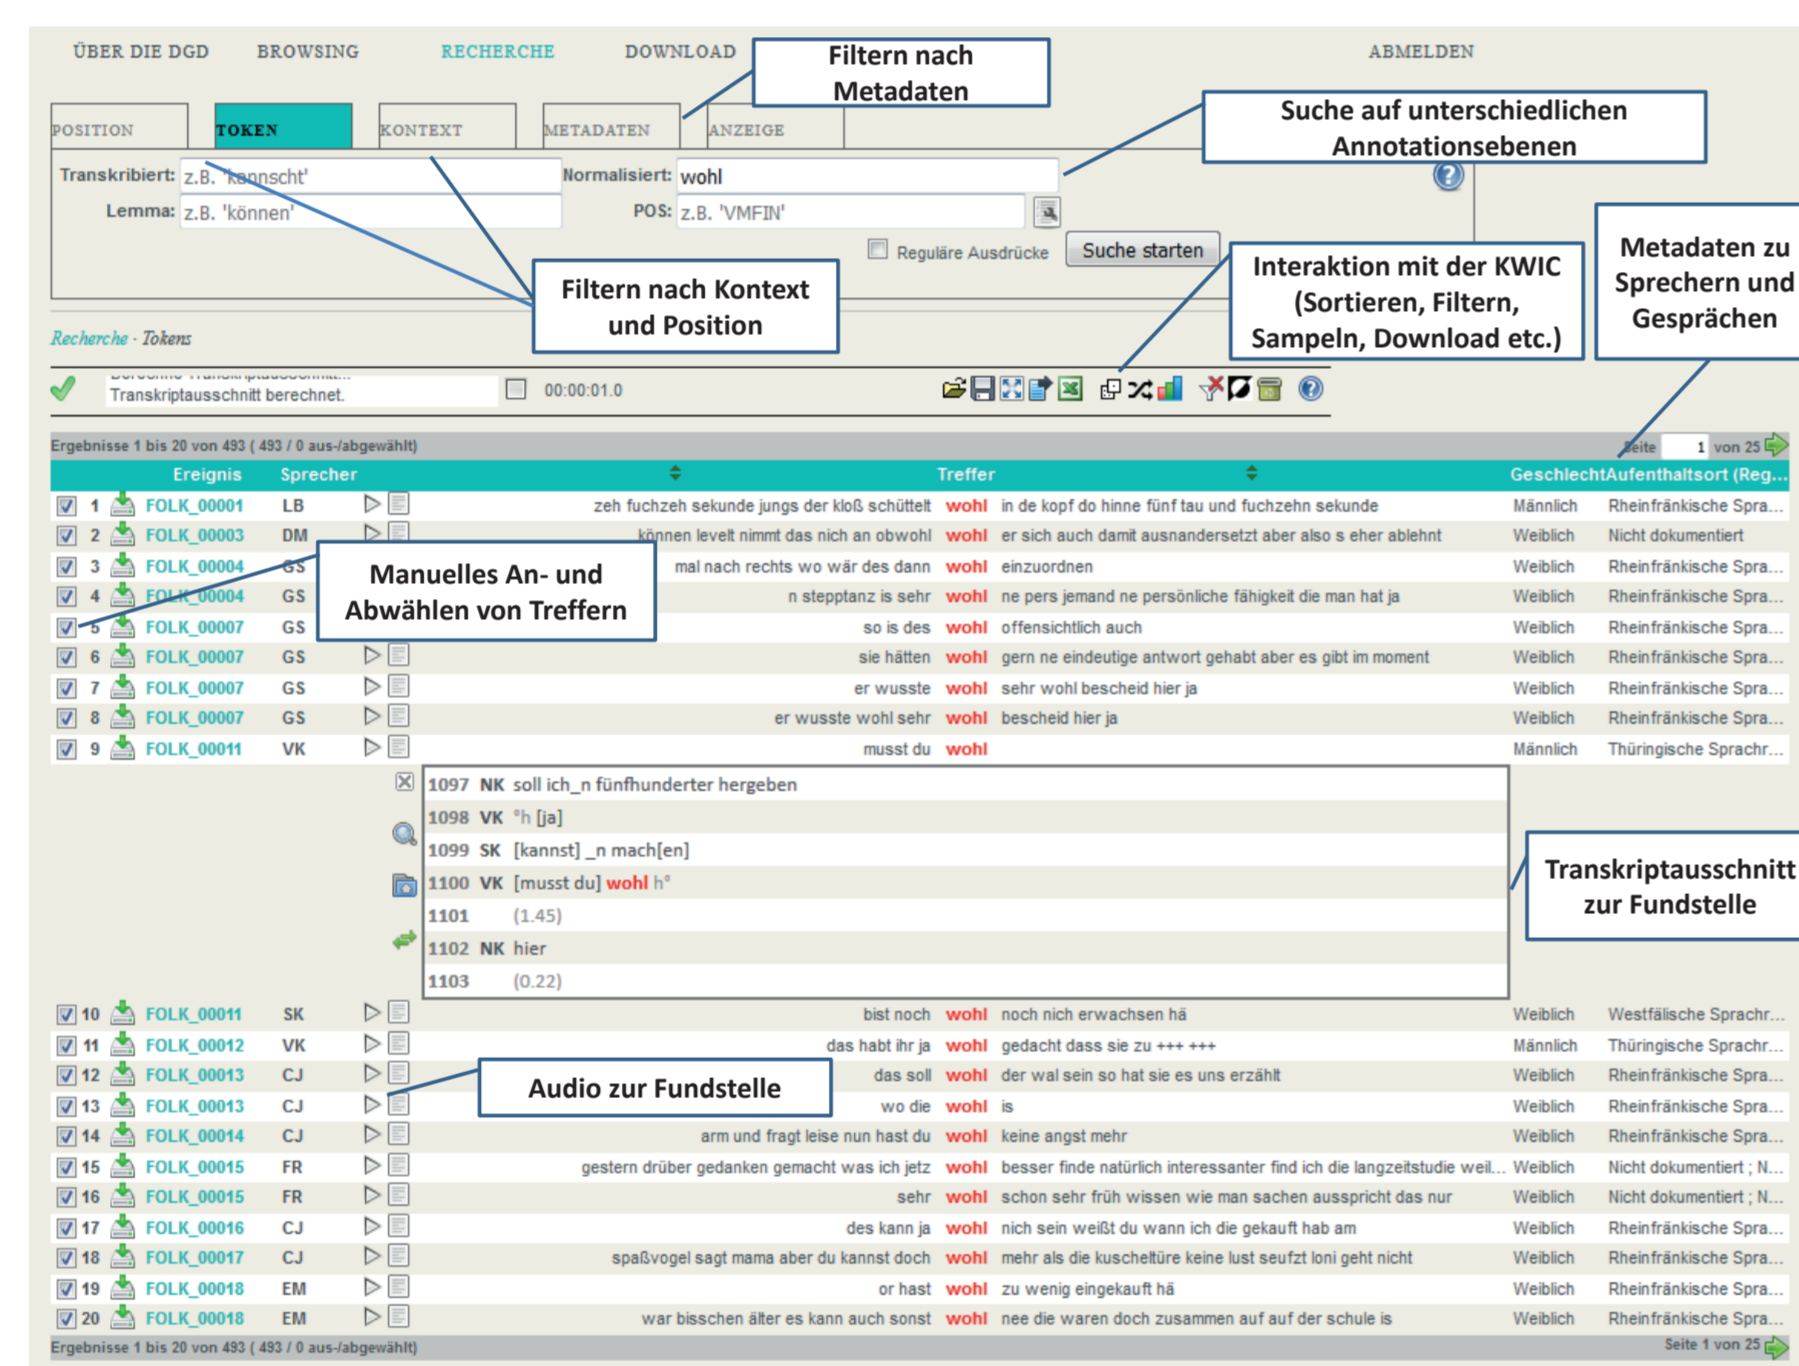 ÜBER DIE DGD BROWSING RECHERCHE DOWNLOAD ABMELDEN
Filtern nach
Metadaten
Suche auf unterschiedlichen
Annotationsebenen
POSITION TOKEN KONTEXT METADATEN ANZEIGE
Transkribiert: z.B. 'kannscht' Normalisiert: wohl
Lemma: z.B. 'können' POS: z.B. 'VMFIN'
Reguläre Ausdrücke Suche starten
Filtern nach Kontext
und Position
Interaktion mit der KWIC
(Sortieren, Filtern,
Sampeln, Download etc.)
Metadaten zu
Sprechern und
Gesprächen
Recherche - Tokens
Transkriptausschnitt berechnet. 00:00:01.0
Ergebnisse 1 bis 20 von 493 ( 493 / 0 aus-/abgewählt) Seite 1 von 25
Ereignis Sprecher Treffer Geschlecht Aufenthaltsort (Reg...
1 FOLK_00001 LB zeh fuchzeh sekunde jungs der kloß schüttelt wohl in de kopf do hinne fünf tau und fuchzehn sekunde Männlich Rheinfränkische Spra...
2 FOLK_00003 DM können levelt nimmt das nich an obwohl wohl er sich auch damit ausnandersetzt aber also s eher ablehnt Weiblich Nicht dokumentiert
3 FOLK_00004 GS mal nach rechts wo wär des dann wohl einzuordnen Weiblich Rheinfränkische Spra...
4 FOLK_00004 GS n stepptanz is sehr wohl ne pers jemand ne persönliche fähigkeit die man hat ja Weiblich Rheinfränkische Spra...
5 FOLK_00007 GS so is des wohl offensichtlich auch Weiblich Rheinfränkische Spra...
Manuelles An- und
Abwählen von Treffern
6 FOLK_00007 GS sie hätten wohl gern ne eindeutige antwort gehabt aber es gibt im moment Weiblich Rheinfränkische Spra...
7 FOLK_00007 GS er wusste wohl sehr wohl bescheid hier ja Weiblich Rheinfränkische Spra...
8 FOLK_00007 GS er wusste wohl sehr wohl bescheid hier ja Weiblich Rheinfränkische Spra...
9 FOLK_00011 VK musst du wohl Männlich Thüringische Sprachr...
1097 NK soll ich_n fünfhunderter hergeben
1098 VK °h [ja]
1099 SK [kannst] _n mach[en]
1100 VK [musst du] wohl h°
1101 (1.45)
1102 NK hier
1103 (0.22)
Transkriptausschnitt
zur Fundstelle
10 FOLK_00011 SK bist noch wohl noch nich erwachsen hä Weiblich Westfälische Sprachr...
11 FOLK_00012 VK das habt ihr ja wohl gedacht dass sie zu +++ +++ Männlich Thüringische Sprachr...
12 FOLK_00013 CJ das soll wohl der wal sein so hat sie es uns erzählt Weiblich Rheinfränkische Spra...
Audio zur Fundstelle
13 FOLK_00013 CJ wo die wohl is Weiblich Rheinfränkische Spra...
14 FOLK_00014 CJ arm und fragt leise nun hast du wohl keine angst mehr Weiblich Rheinfränkische Spra...
15 FOLK_00015 FR gestern drüber gedanken gemacht was ich jetz wohl besser finde natürlich interessanter find ich die langzeitstudie weil... Weiblich Nicht dokumentiert ; N...
16 FOLK_00015 FR sehr wohl schon sehr früh wissen wie man sachen ausspricht das nur Weiblich Nicht dokumentiert ; N...
17 FOLK_00016 CJ des kann ja wohl nich sein weißt du wann ich die gekauft hab am Weiblich Rheinfränkische Spra...
18 FOLK_00017 CJ spaßvogel sagt mama aber du kannst doch wohl mehr als die kuscheltüre keine lust seufzt loni geht nicht Weiblich Rheinfränkische Spra...
19 FOLK_00018 EM or hast wohl zu wenig eingekauft hä Weiblich Rheinfränkische Spra...
20 FOLK_00018 EM war bisschen älter es kann auch sonst wohl nee die waren doch zusammen auf auf der schule is Weiblich Rheinfränkische Spra...
Ergebnisse 1 bis 20 von 493 ( 493 / 0 aus-/abgewählt) Seite 1 von 25